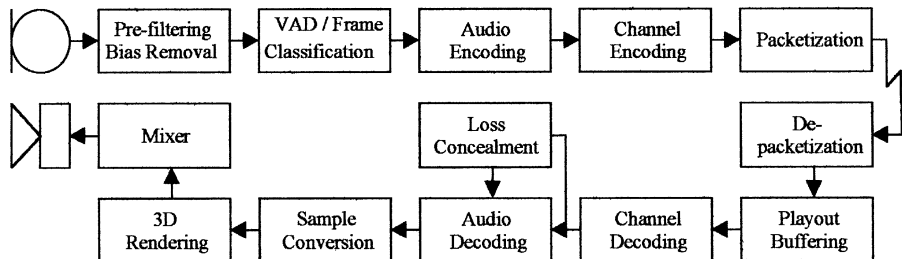 Pre-filtering
Bias Removal
VAD / Frame
Classification
Audio
Encoding
Channel
Encoding
Packetization
Mixer
Loss
Concealment
De-
packetization
3D
Rendering
Sample
Conversion
Audio
Decoding
Channel
Decoding
Playout
Buffering